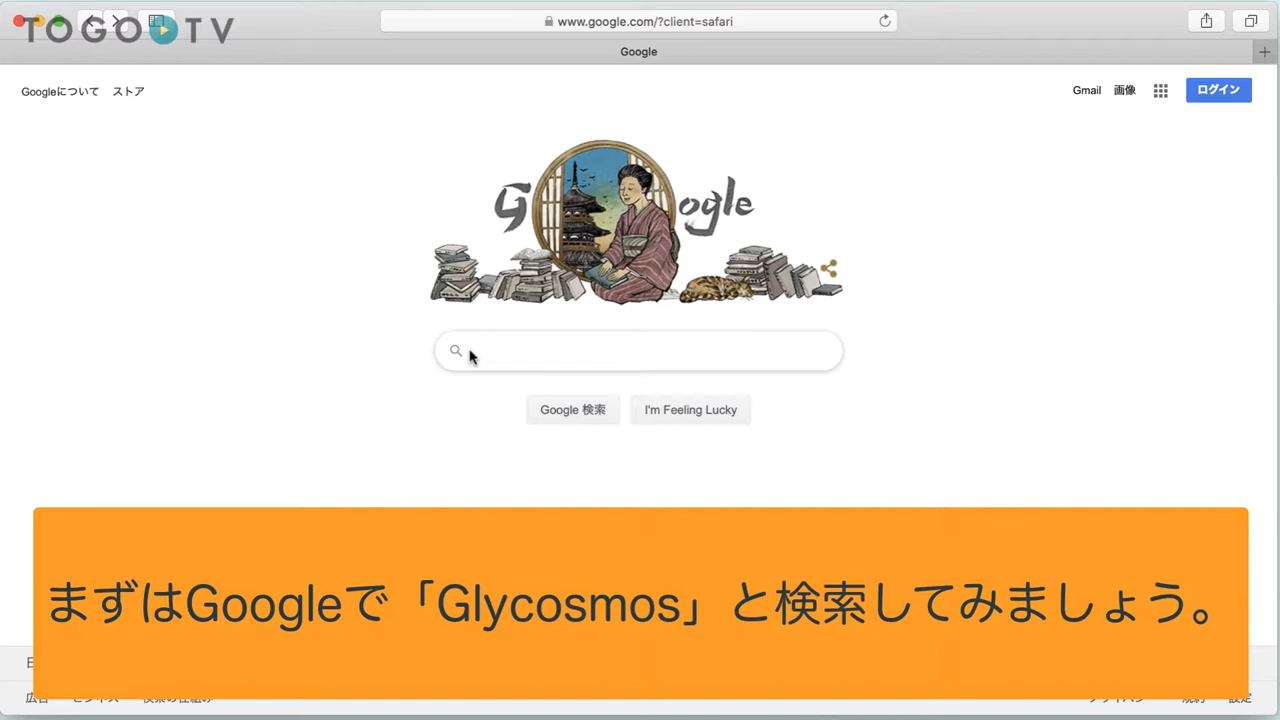 TOGO TV
www.google.com/?client=safari
Google
Googleについて ストア
Gmail 画像 ログイン
Google
Google 検索 I'm Feeling Lucky
まずはGoogleで「Glycosmos」と検索してみましょう。